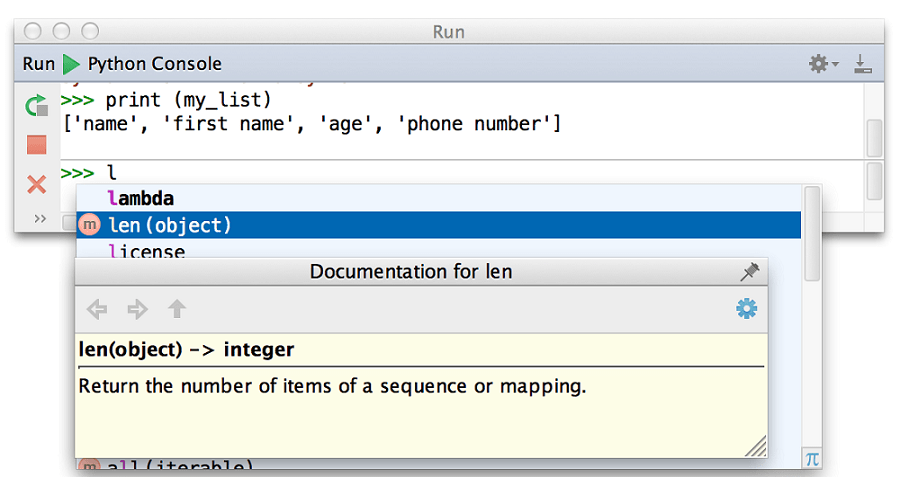 Run
Run Python Console
>>> print (my_list)
['name', 'first name', 'age', 'phone number']
>>> l
lambda
m len(object)
license
Documentation for len
len(object) -> integer
Return the number of items of a sequence or mapping.
m all(iterable)
π